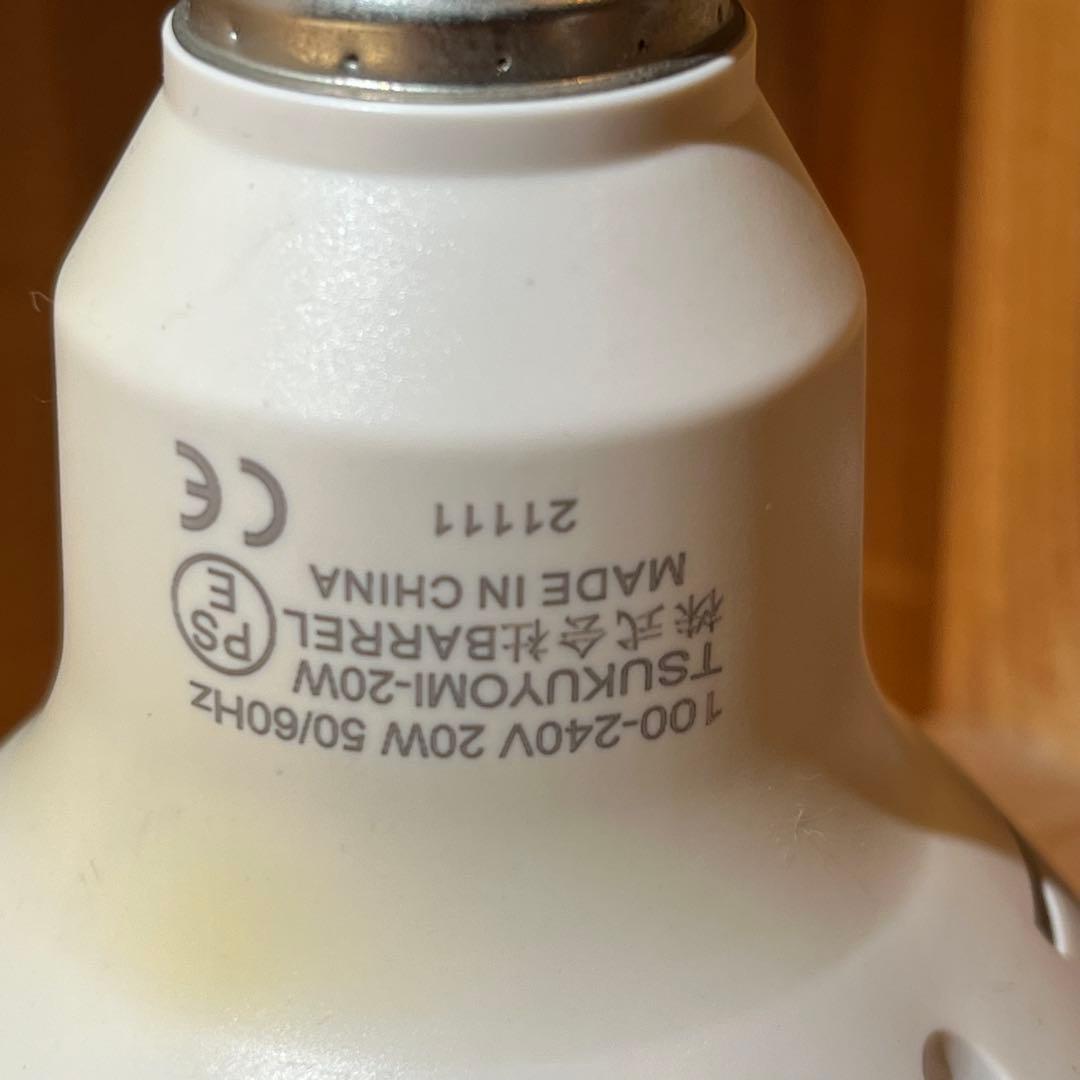 100-240V 20W 50/60Hz
TSUKUYOMI-20W
株式会社BARREL
PS
E
MADE IN CHINA
21111
CE